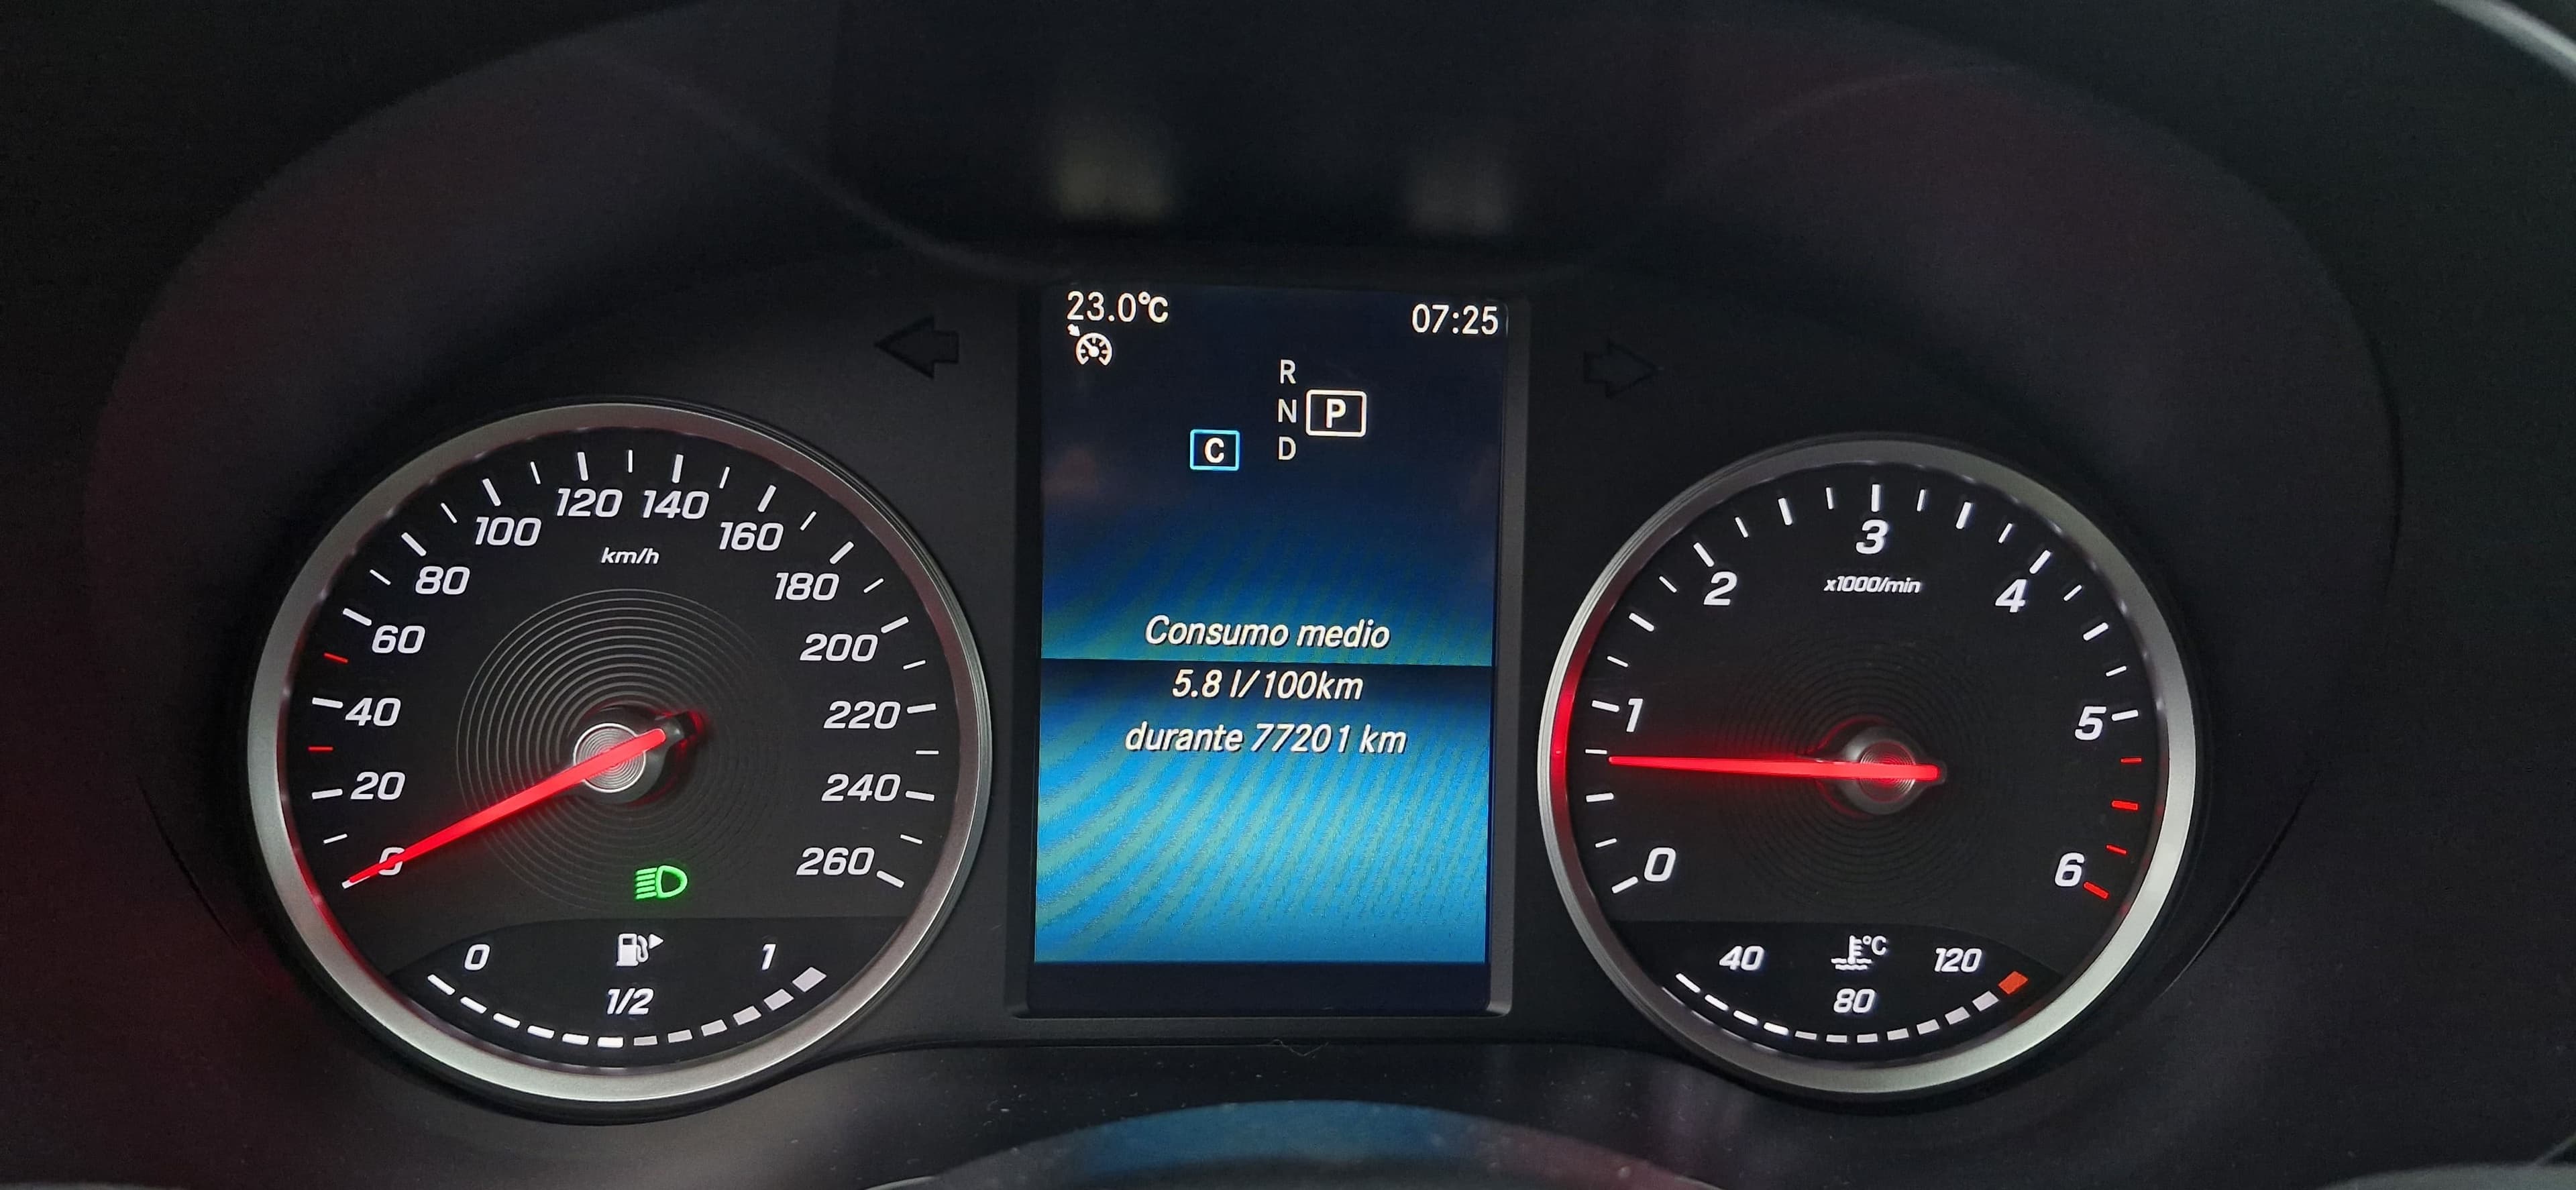 23.0°C 07:25
R
N P
C D
Consumo medio
5.8 l/100km
durante 77201 km
0
20
40
60
80
100
120
140
160
180
200
220
240
260
km/h
0 1/2 1
0
1
2
3
4
5
6
x1000/min
40 80 120
°C